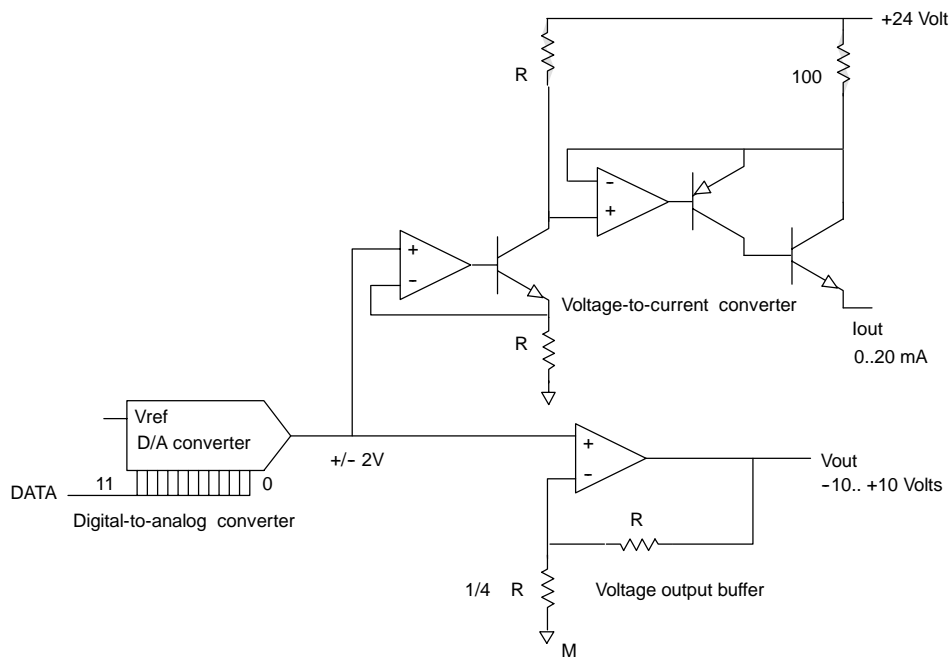 +24 Volt
R
100
-
+
+
-
Voltage-to-current converter
R
Iout
0..20 mA
Vref
D/A converter
+
+/- 2V
-
Vout
-10.. +10 Volts
DATA
11
0
Digital-to-analog converter
R
1/4 R
Voltage output buffer
M